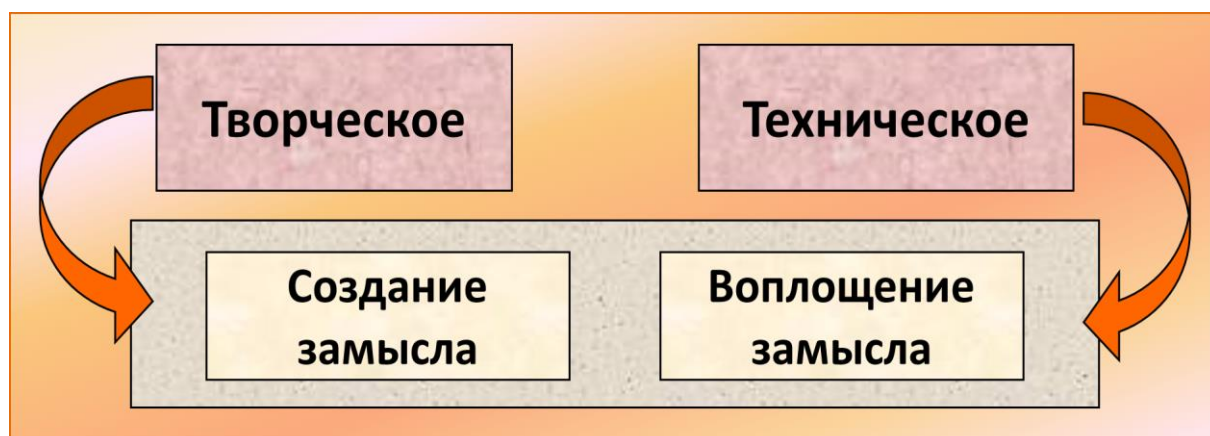 Творческое
Техническое
Создание
замысла
Воплощение
замысла